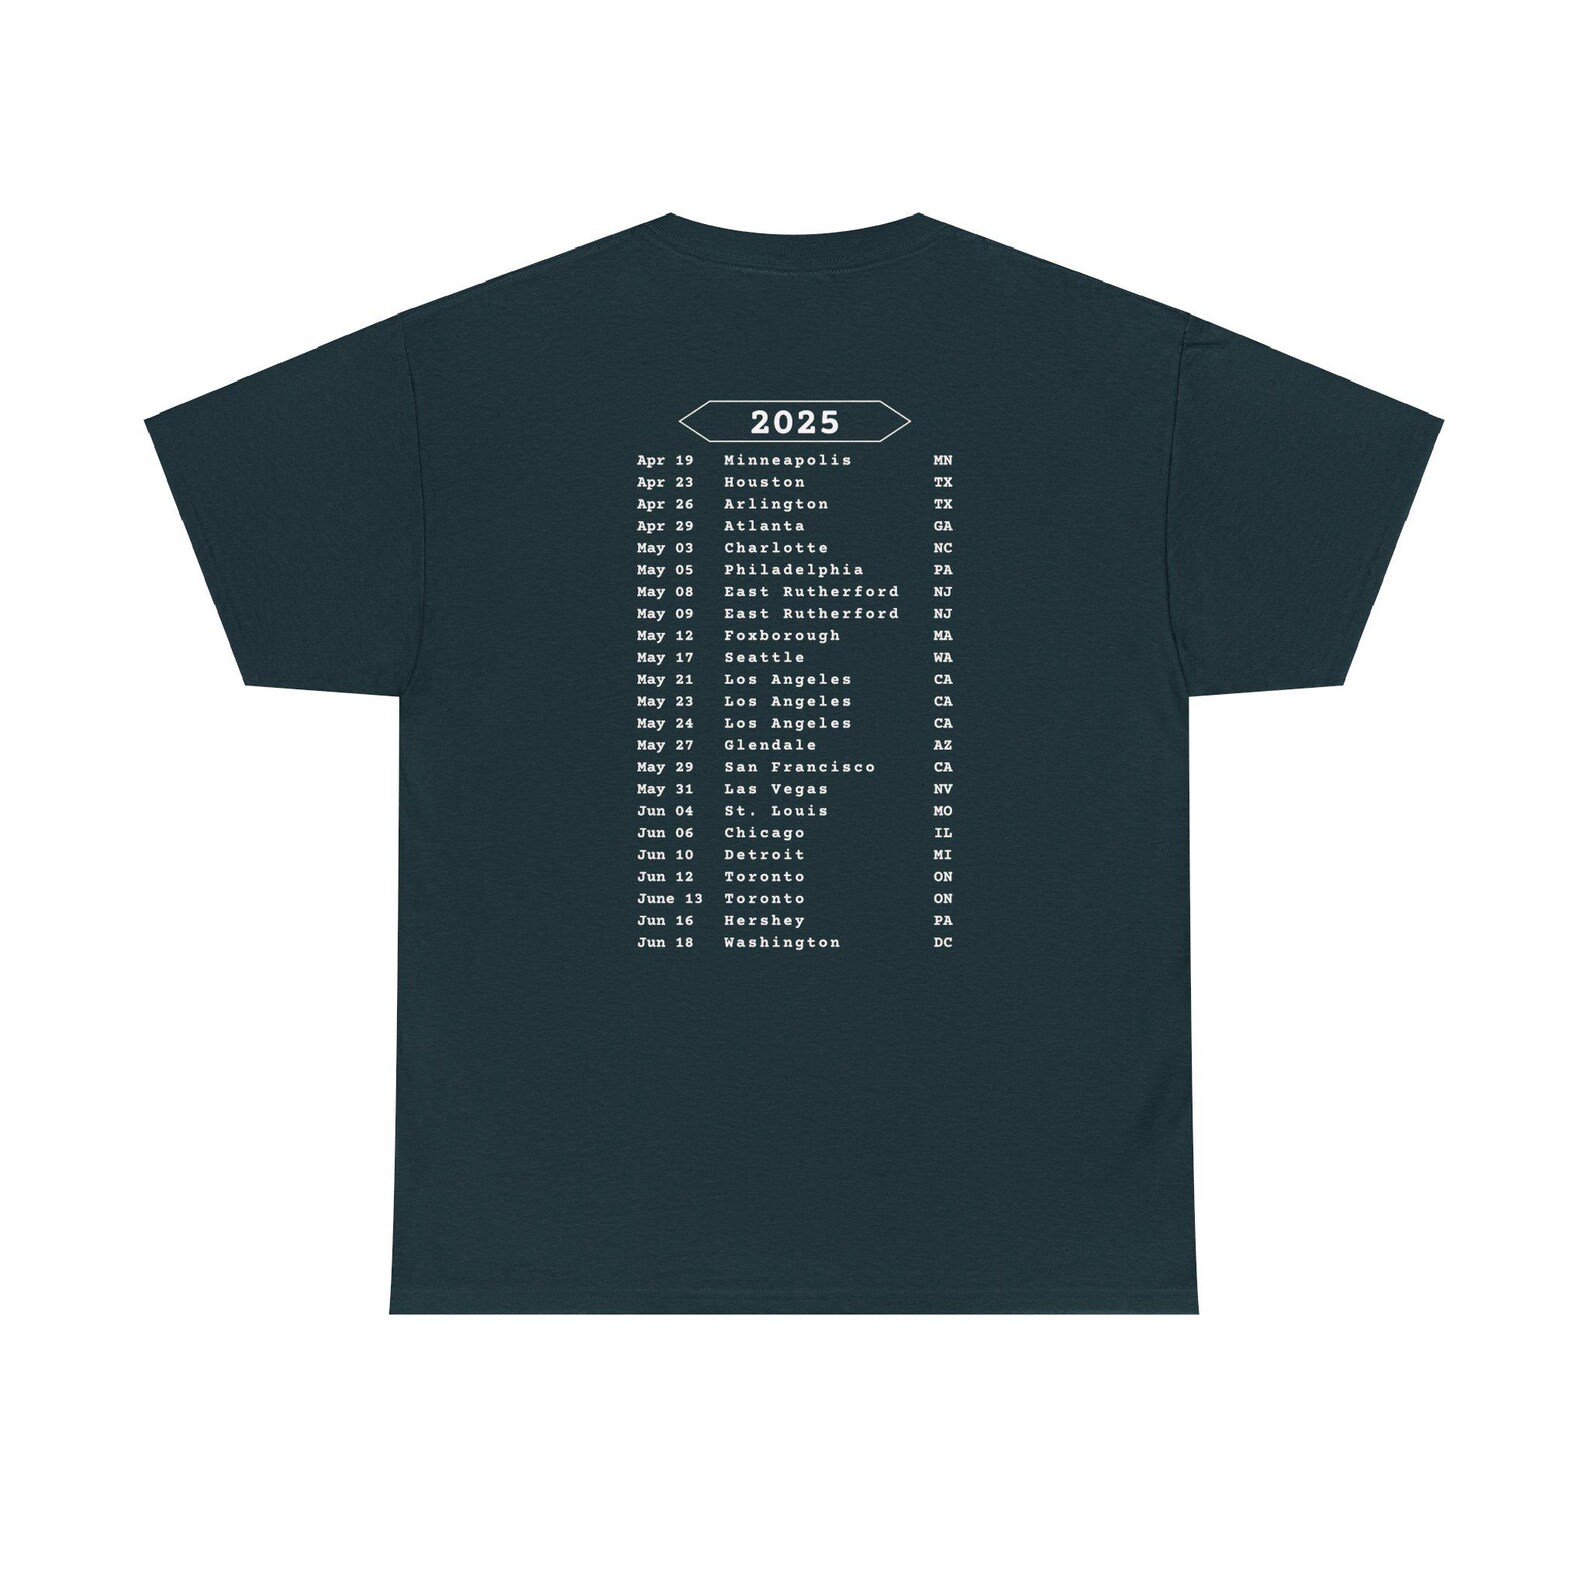 2025
Apr 19 Minneapolis MN
Apr 23 Houston TX
Apr 26 Arlington TX
Apr 29 Atlanta GA
May 03 Charlotte NC
May 05 Philadelphia PA
May 08 East Rutherford NJ
May 09 East Rutherford NJ
May 12 Foxborough MA
May 17 Seattle WA
May 21 Los Angeles CA
May 23 Los Angeles CA
May 24 Los Angeles CA
May 27 Glendale AZ
May 29 San Francisco CA
May 31 Las Vegas NV
Jun 04 St. Louis MO
Jun 06 Chicago IL
Jun 10 Detroit MI
Jun 12 Toronto ON
June 13 Toronto ON
Jun 16 Hershey PA
Jun 18 Washington DC